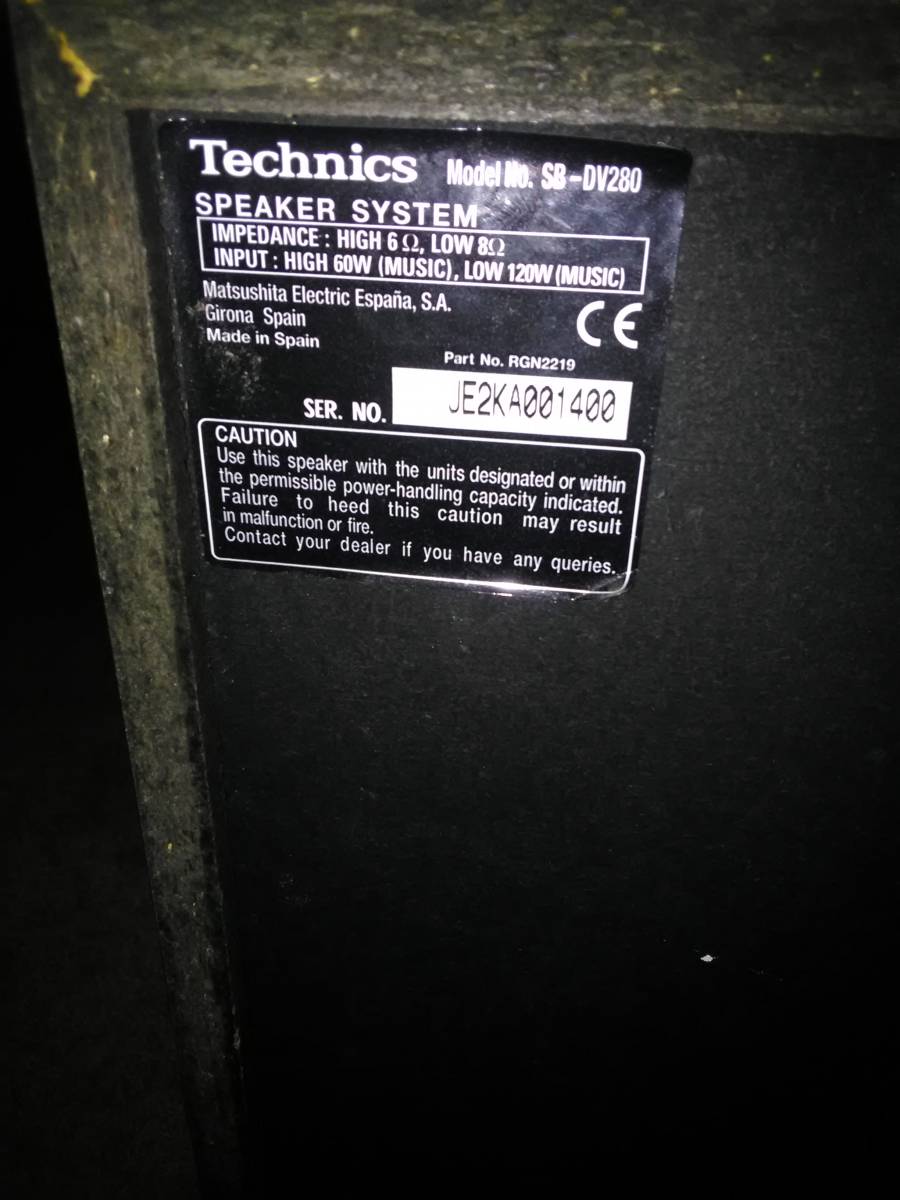 Technics Model No. SB-DV280
SPEAKER SYSTEM
IMPEDANCE : HIGH 6 Ω, LOW 8Ω
INPUT : HIGH 60W (MUSIC), LOW 120W (MUSIC)
Matsushita Electric España, S.A.
Girona Spain
Made in Spain
CE
Part No. RGN2219
SER. NO. JE2KA001400
CAUTION
Use this speaker with the units designated or within
the permissible power-handling capacity indicated.
Failure to heed this caution may result
in malfunction or fire.
Contact your dealer if you have any queries.